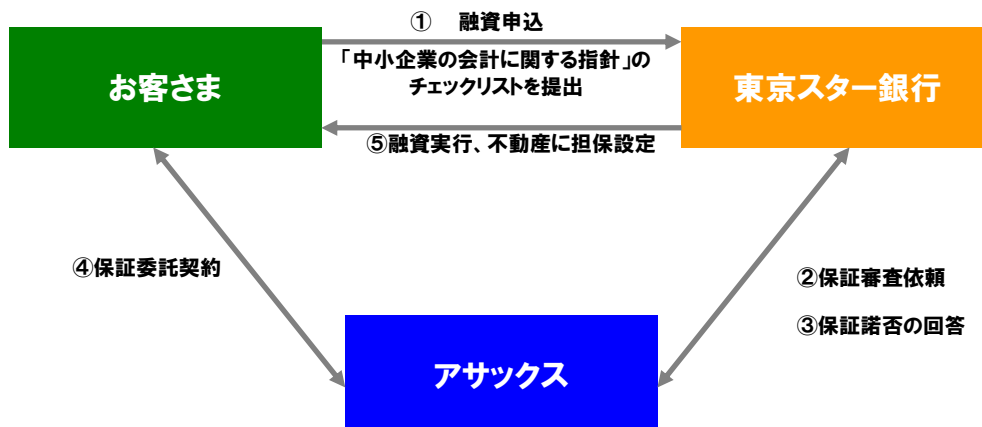 ① 融資申込
「中小企業の会計に関する指針」の
チェックリストを提出
お客さま
東京スター銀行
⑤融資実行、不動産に担保設定
④保証委託契約
②保証審査依頼
③保証諾否の回答
アサックス